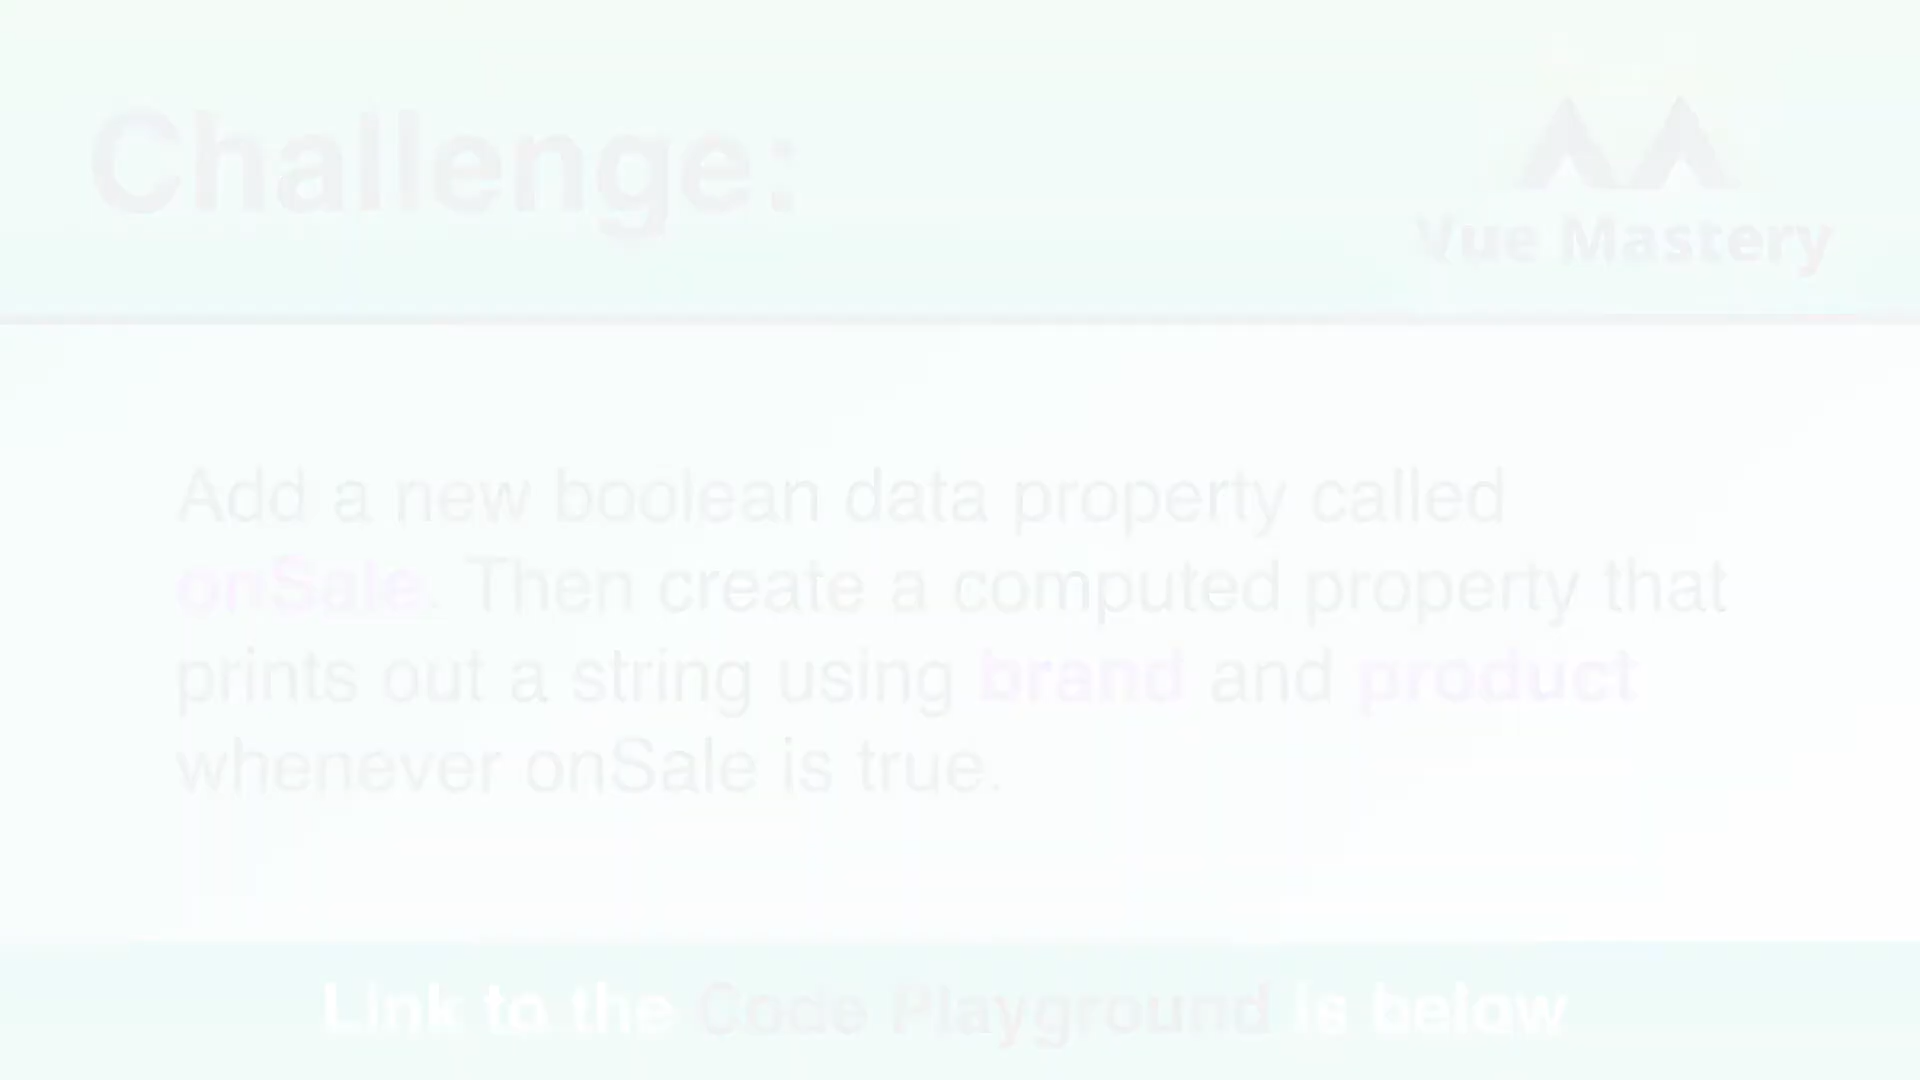 Challenge:
Vue Mastery
Add a new boolean data property called
onSale. Then create a computed property that
prints out a string using brand and product
whenever onSale is true.
Link to the Code Playground is below